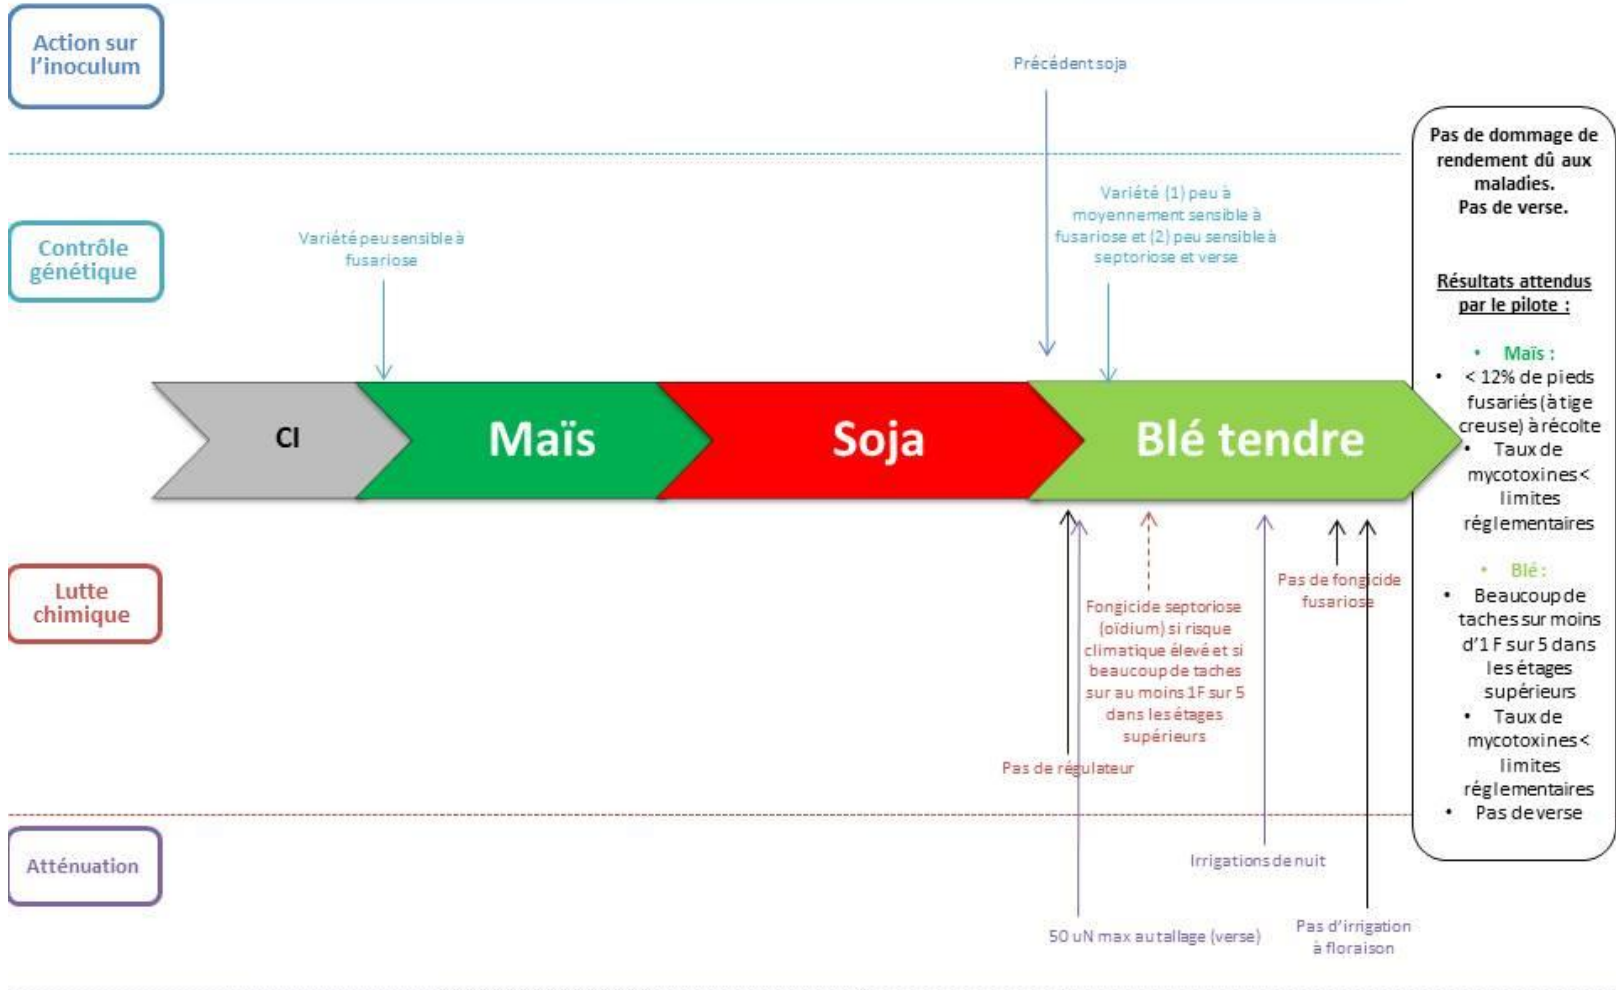 Action sur
l'inoculum
Précédent soja
Contrôle
génétique
Variété peu sensible à
fusariose
Variété (1) peu à
moyennement sensible à
fusariose et (2) peu sensible à
septoriose et verse
CI
Maïs
Soja
Blé tendre
Lutte
chimique
Pas de régulateur
Fongicide septoriose
(oïdium) si risque
climatique élevé et si
beaucoup de taches
sur au moins 1F sur 5
dans les étages
supérieurs
Pas de fongicide
fusariose
Atténuation
50 uN max au tallage (verse)
Irrigations de nuit
Pas d'irrigation
à floraison
Pas de dommage de
rendement dû aux
maladies.
Pas de verse.
Résultats attendus
par le pilote :
• Maïs :
• < 12% de pieds
fusariés (à tige
creuse) à récolte
• Taux de
mycotoxines <
limites
réglementaires
• Blé :
• Beaucoup de
taches sur moins
d'1 F sur 5 dans
les étages
supérieurs
• Taux de
mycotoxines <
limites
réglementaires
• Pas de verse